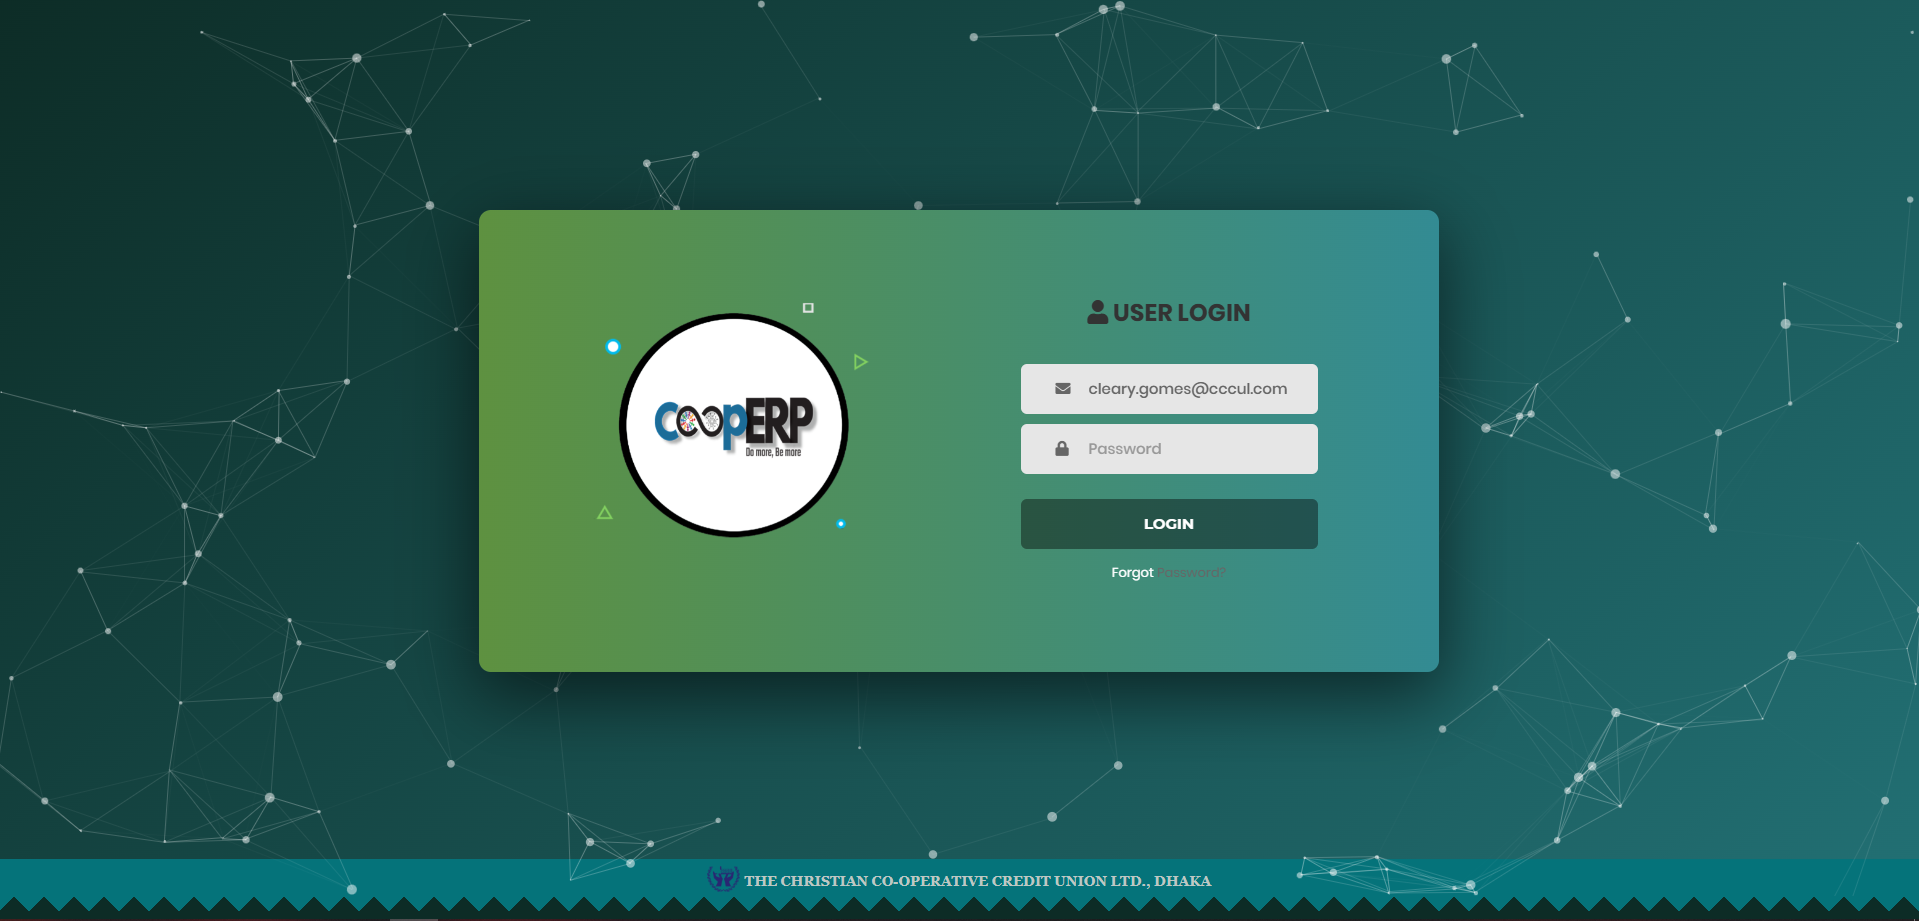 USER LOGIN
cleary.gomes@cccul.com
Password
LOGIN
Forgot Password?
coopERP
Do more, Be more
THE CHRISTIAN CO-OPERATIVE CREDIT UNION LTD., DHAKA